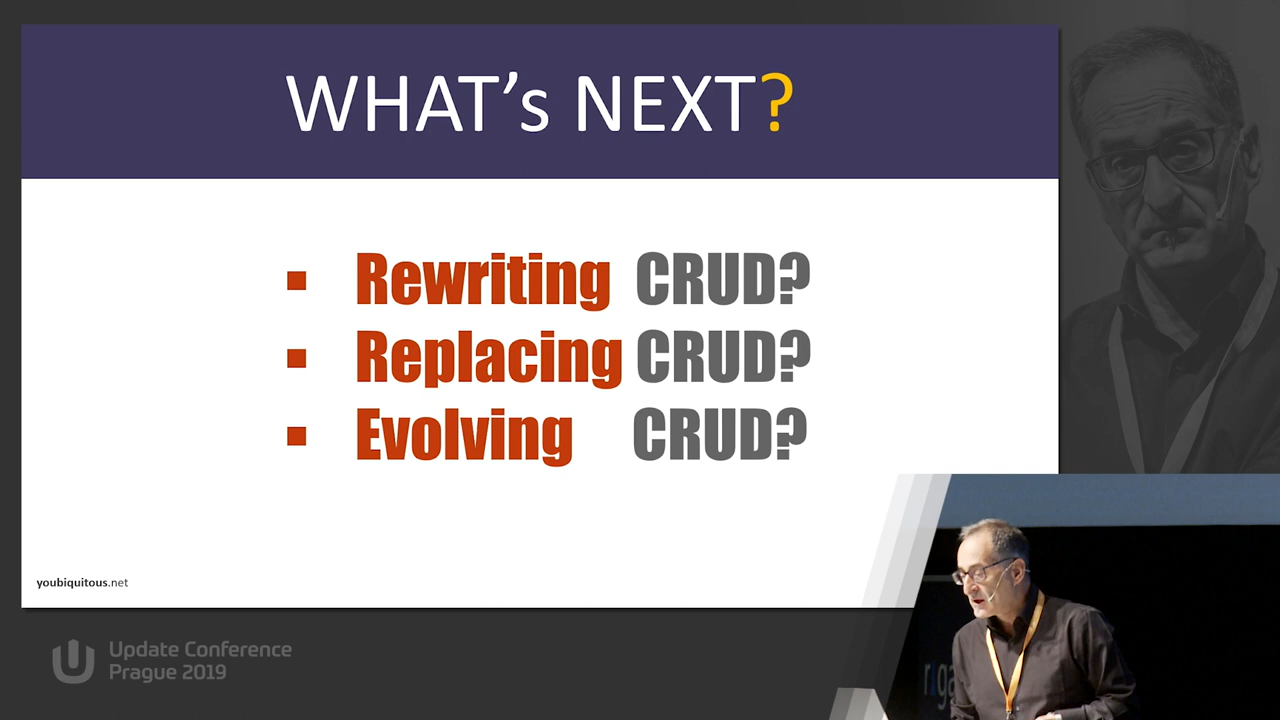 WHAT's NEXT?
▪ Rewriting CRUD?
▪ Replacing CRUD?
▪ Evolving CRUD?
youbiquitous.net
Update Conference
Prague 2019